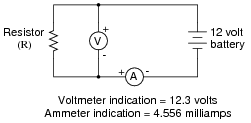 Resistor
(R)
+
V
-
12 volt
battery
+
A
-
Voltmeter indication = 12.3 volts
Ammeter indication = 4.556 milliamps